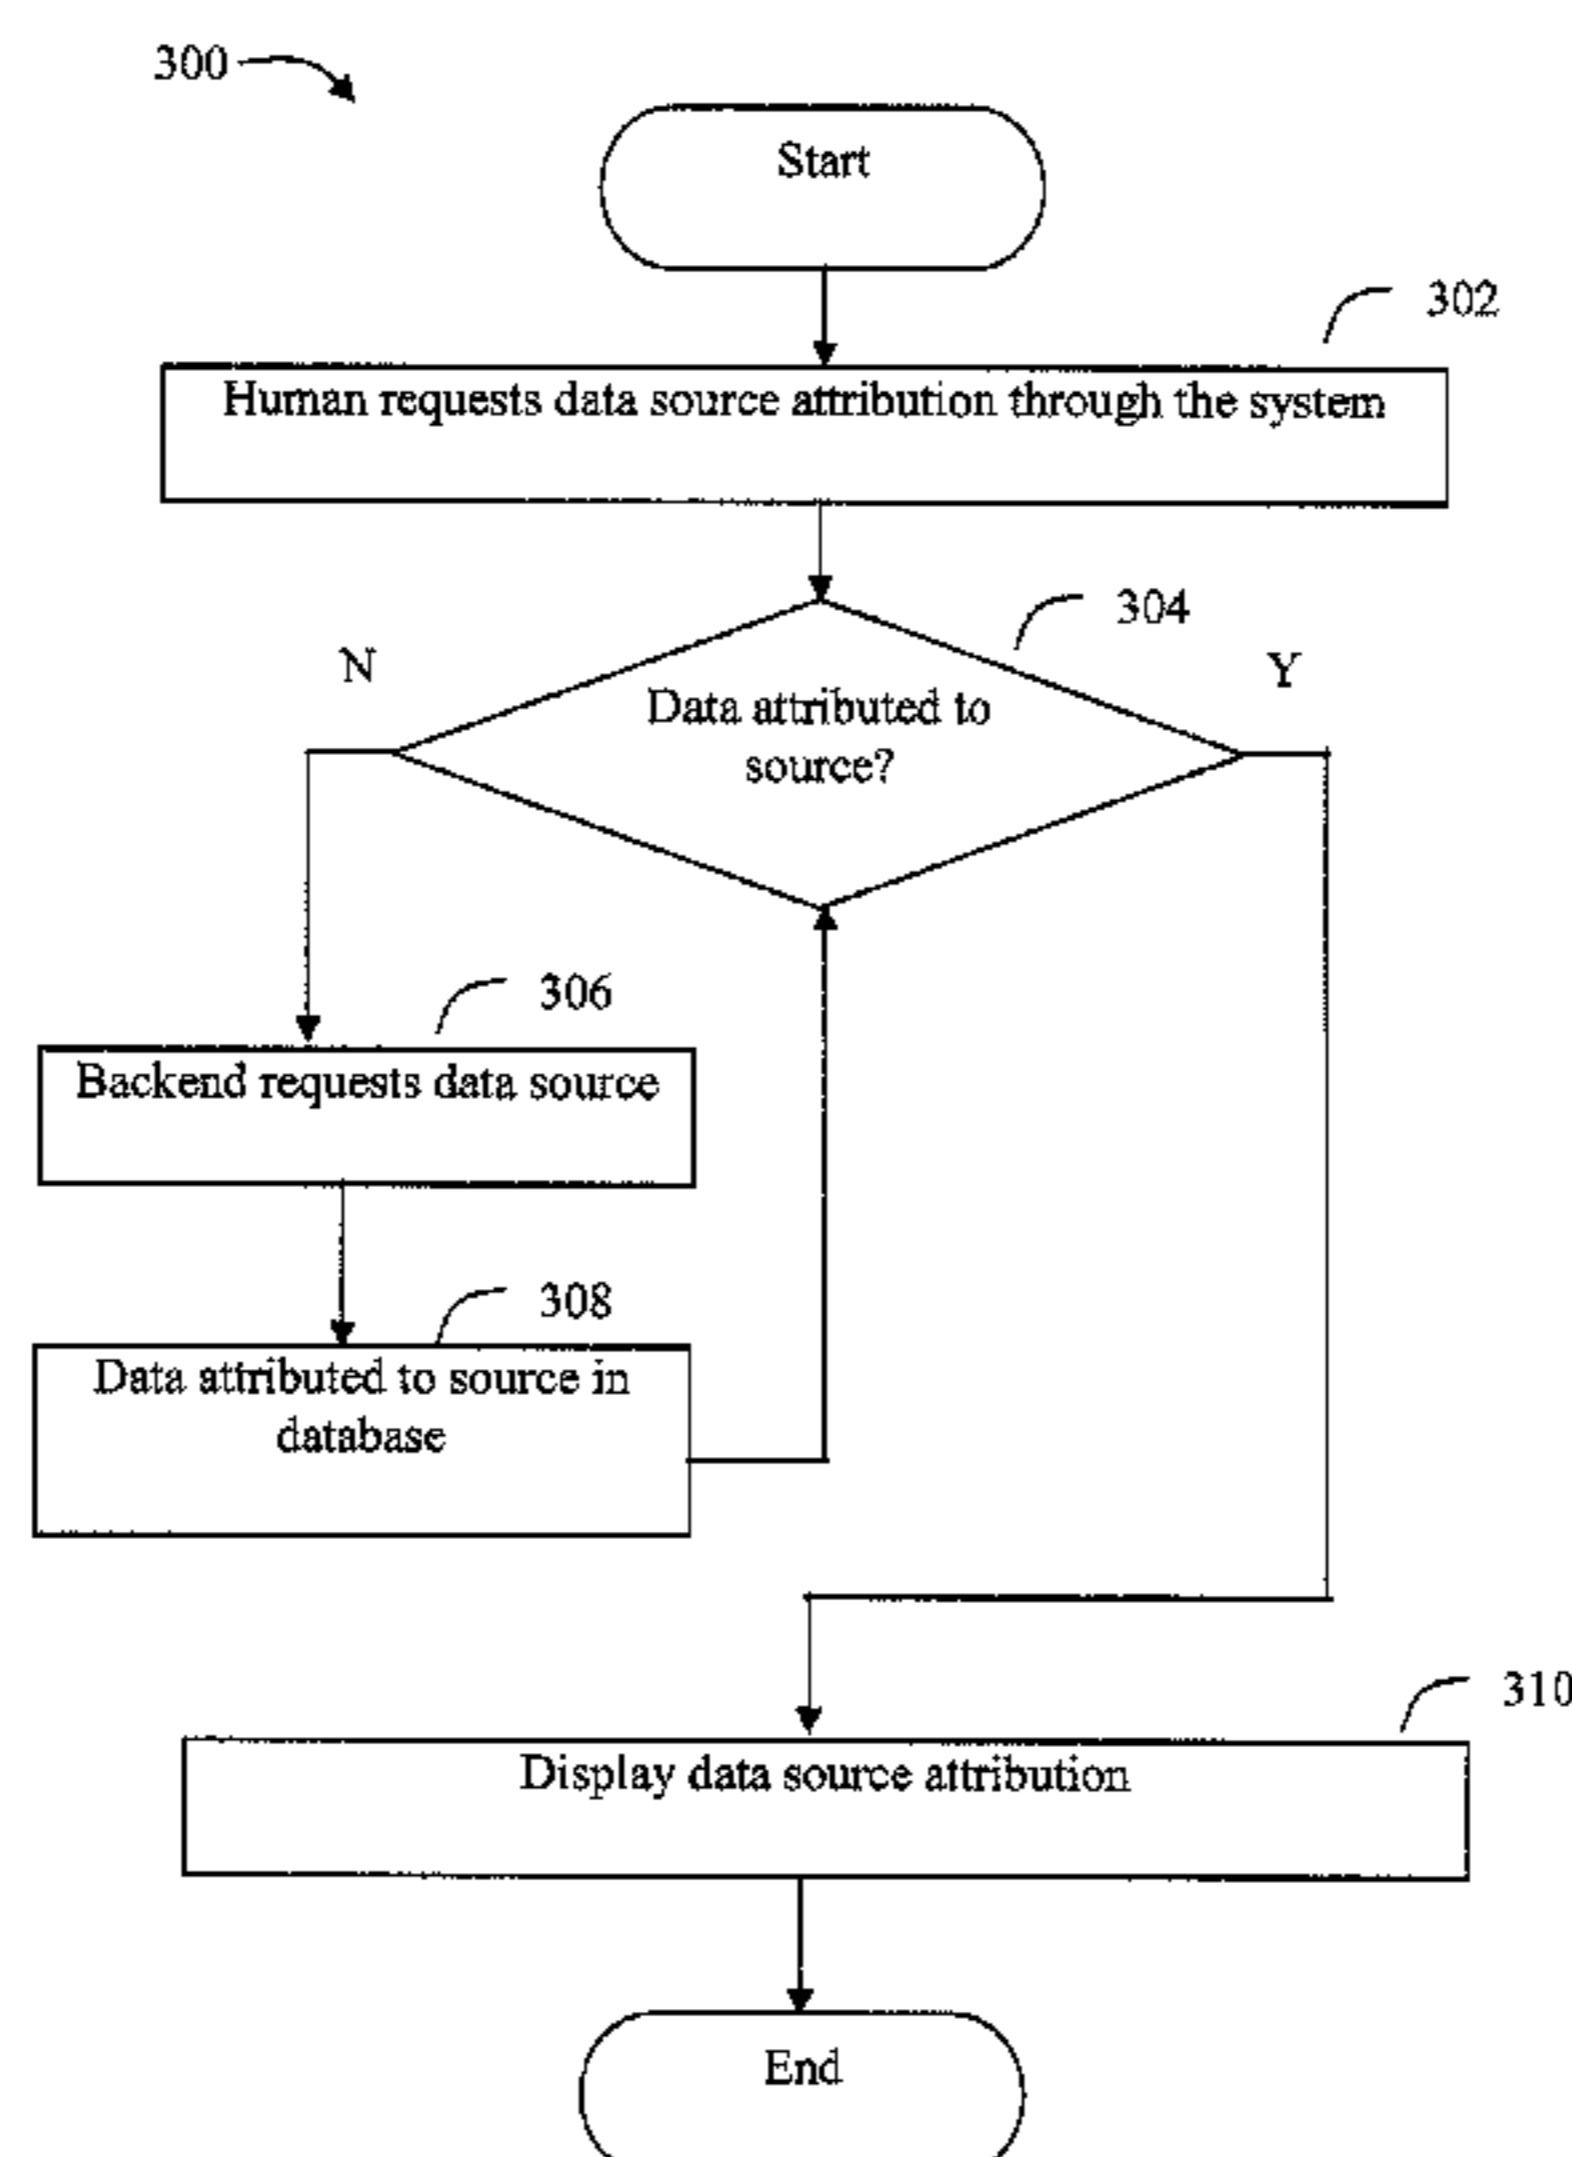 300
Start
302
Human requests data source attribution through the system
304
N
Y
Data attributed to
source?
306
Backend requests data source
308
Data attributed to source in
database
310
Display data source attribution
End